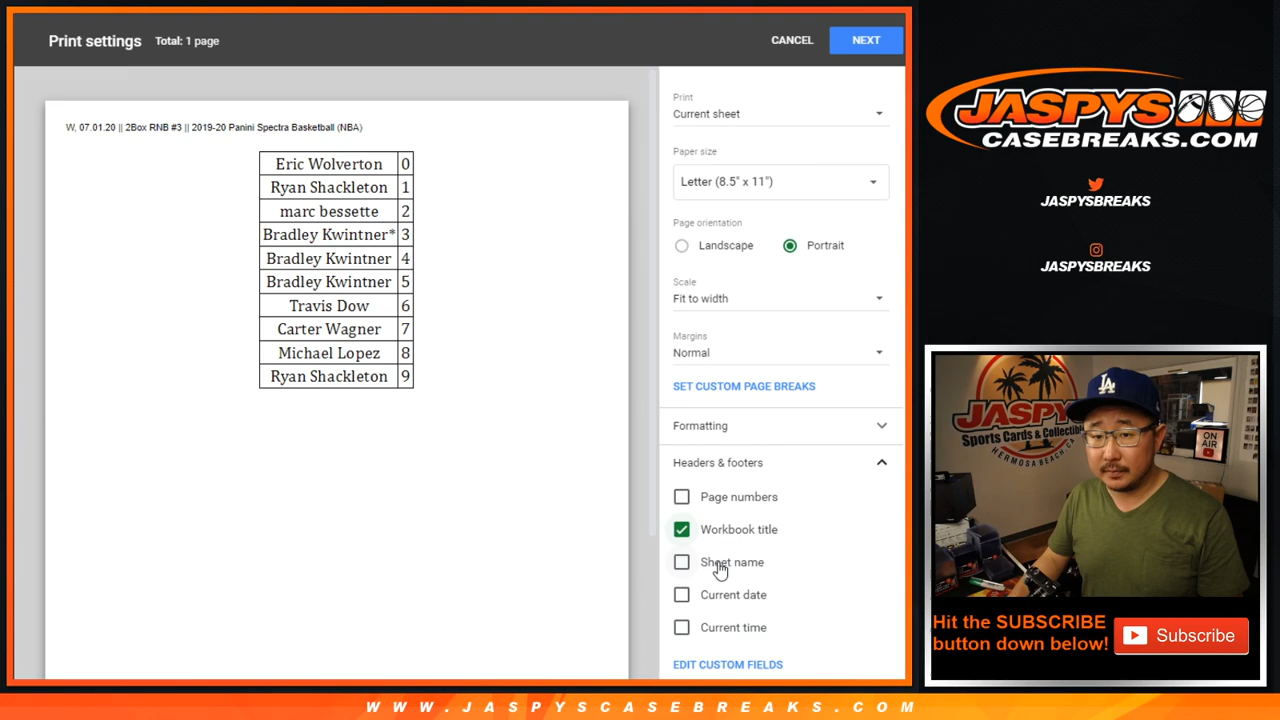 Print settings Total: 1 page CANCEL NEXT
W, 07.01.20 || 2Box RNB #3 || 2019-20 Panini Spectra Basketball (NBA)
Eric Wolverton 0
Ryan Shackleton 1
marc bessette 2
Bradley Kwintner* 3
Bradley Kwintner 4
Bradley Kwintner 5
Travis Dow 6
Carter Wagner 7
Michael Lopez 8
Ryan Shackleton 9
Print
Current sheet
Paper size
Letter (8.5" x 11")
Page orientation
Landscape Portrait
Scale
Fit to width
Margins
Normal
SET CUSTOM PAGE BREAKS
Formatting
Headers & footers
Page numbers
Workbook title
Sheet name
Current date
Current time
EDIT CUSTOM FIELDS
JASPYS
CASEBREAKS.COM
JASPYSBREAKS
JASPYSBREAKS
JASPYS
Sports Cards & Collectibl
HERMOSA BEACH, CA
LA
ON
AIR
Hit the SUBSCRIBE
button down below!
Subscribe
WWW.JASPYSCASEBREAKS.COM